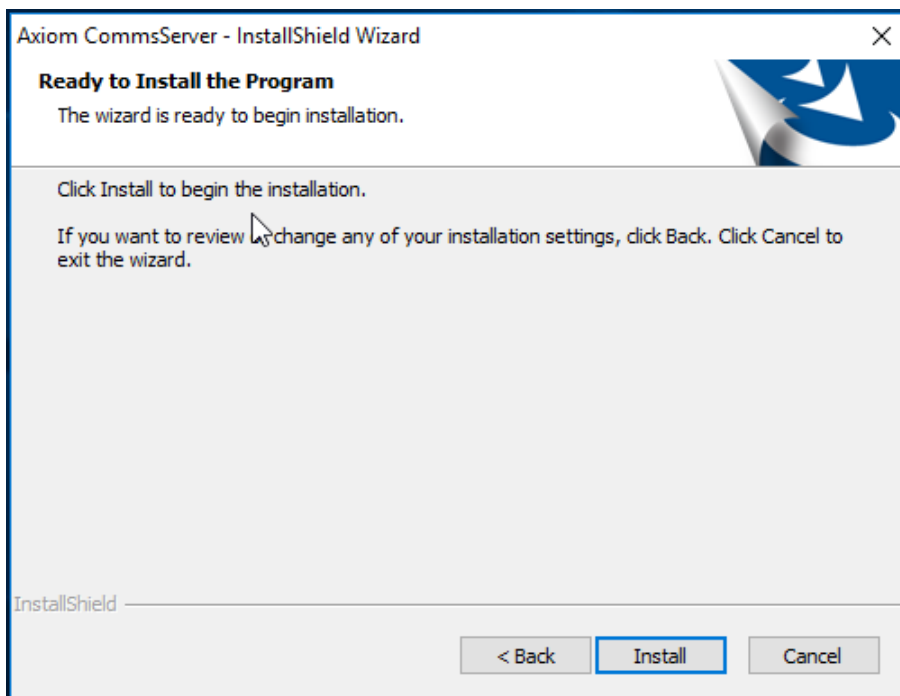 Axiom CommsServer - InstallShield Wizard
Ready to Install the Program
The wizard is ready to begin installation.
Click Install to begin the installation.
If you want to review change any of your installation settings, click Back. Click Cancel to
exit the wizard.
InstallShield
< Back
Install
Cancel